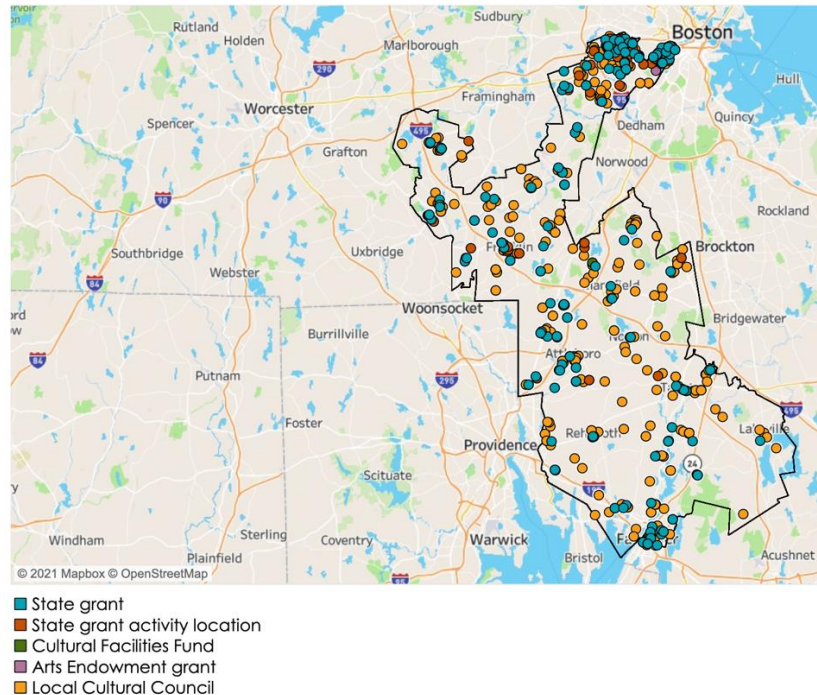 Rutland
Holden
Sudbury
Marlborough
Boston
290
Hull
Worcester
Framingham
Spencer
95
Quincy
Dedham
495
Grafton
Norwood
90
Rockland
Southbridge
Uxbridge
Brockton
Webster
84
Woonsocket
Bridgewater
Burrillville
84
Putnam
295
495
Foster
Providence
24
Scituate
Windham
Sterling
Coventry
Warwick
Plainfield
Bristol
Acushnet
95
© 2021 Mapbox © OpenStreetMap
State grant
State grant activity location
Cultural Facilities Fund
Arts Endowment grant
Local Cultural Council